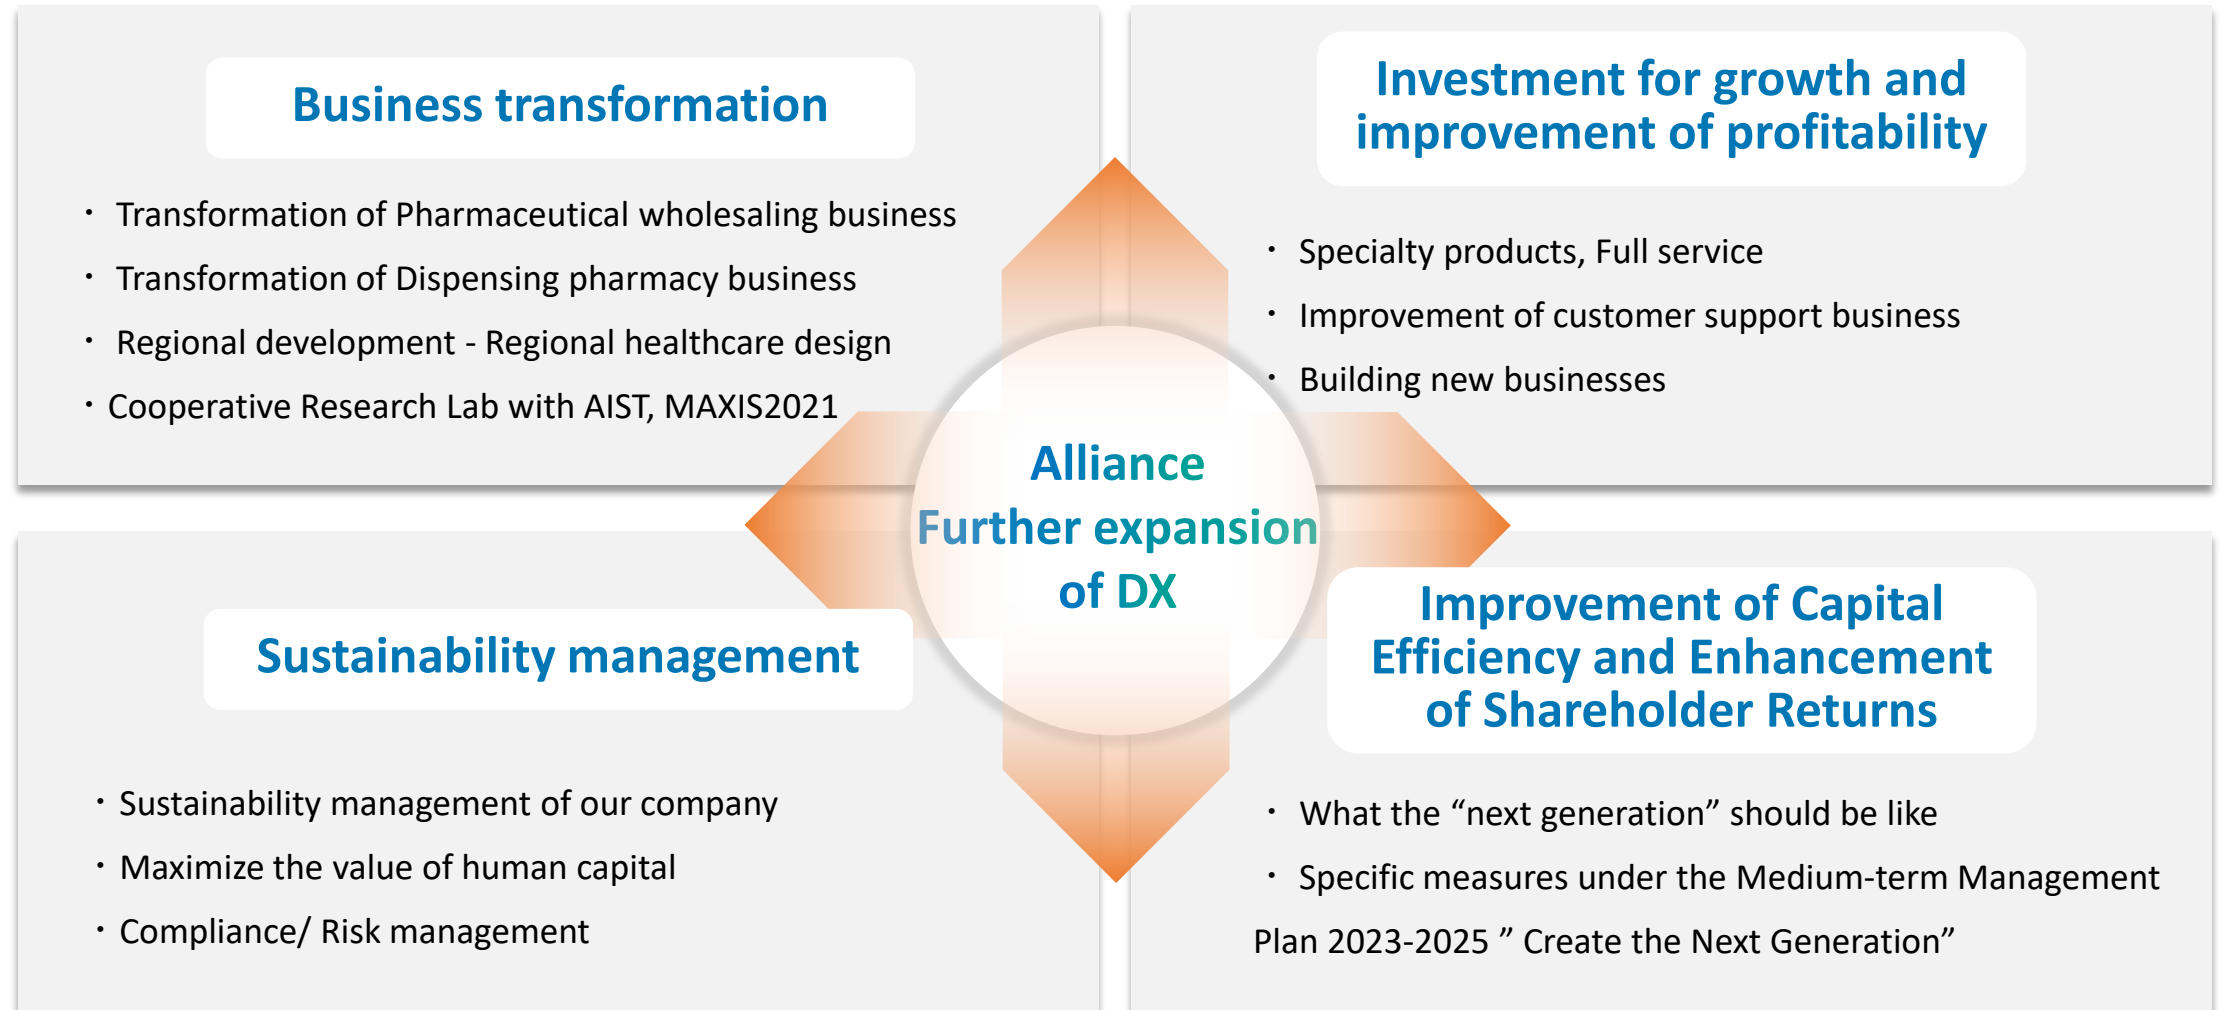 Business transformation
・ Transformation of Pharmaceutical wholesaling business
・ Transformation of Dispensing pharmacy business
・ Regional development - Regional healthcare design
・Cooperative Research Lab with AIST, MAXIS2021
Investment for growth and
improvement of profitability
・ Specialty products, Full service
・ Improvement of customer support business
・ Building new businesses
Alliance
Further expansion
of DX
Sustainability management
・Sustainability management of our company
・Maximize the value of human capital
・Compliance/ Risk management
Improvement of Capital
Efficiency and Enhancement
of Shareholder Returns
・ What the “next generation” should be like
・ Specific measures under the Medium-term Management
Plan 2023-2025 ” Create the Next Generation”